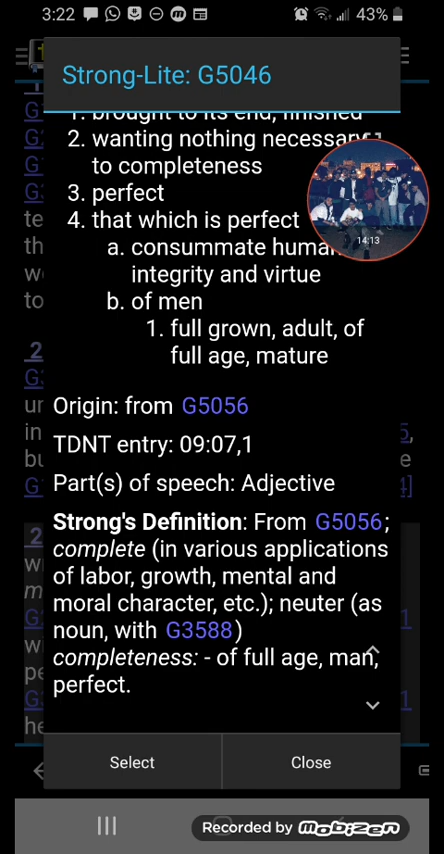 3:22
43%
Strong-Lite: G5046
1. brought to its end, finished
2. wanting nothing necessary
to completeness
3. perfect
4. that which is perfect
14:13
a. consummate human
integrity and virtue
b. of men
1. full grown, adult, of
full age, mature
Origin: from G5056
TDNT entry: 09:07,1
Part(s) of speech: Adjective
Strong's Definition: From G5056;
complete (in various applications
of labor, growth, mental and
moral character, etc.); neuter (as
noun, with G3588)
completeness: - of full age, man,
perfect.
Select
Close
Recorded by Mobizen